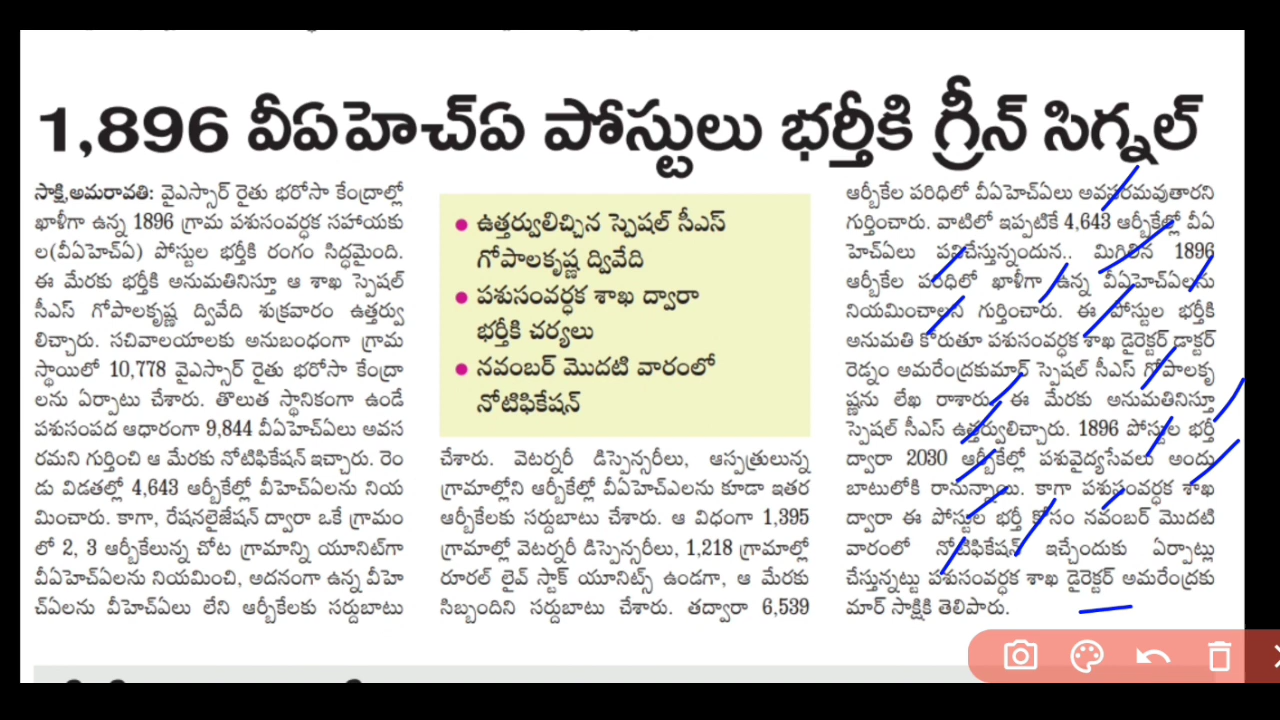 1,896 వీఏహెచ్ఏ పోస్టులు భర్తీకి గ్రీన్ సిగ్నల్
సాక్షి,అమరావతి: వైఎస్సార్ రైతు భరోసా కేంద్రాల్లో
ఖాళీగా ఉన్న 1896 గ్రామ పశుసంవర్ధక సహాయకు
ల(వీఏహెచ్ఏ) పోస్టుల భర్తీకి రంగం సిద్ధమైంది.
ఈ మేరకు భర్తీకి అనుమతినిస్తూ ఆ శాఖ స్పెషల్
సీఎస్ గోపాలకృష్ణ ద్వివేది శుక్రవారం ఉత్తర్వు
లిచ్చారు. సచివాలయాలకు అనుబంధంగా గ్రామ
స్థాయిలో 10,778 వైఎస్సార్ రైతు భరోసా కేంద్రా
లను ఏర్పాటు చేశారు. తొలుత స్థానికంగా ఉండే
పశుసంపద ఆధారంగా 9,844 వీఏహెచ్ఏలు అవస
రమని గుర్తించి ఆ మేరకు నోటిఫికేషన్ ఇచ్చారు. రెం
డు విడతల్లో 4,643 ఆర్బీకేల్లో వీహెచ్ఏలను నియ
మించారు. కాగా, రేషనలైజేషన్ ద్వారా ఒకే గ్రామం
లో 2, 3 ఆర్బీకేలున్న చోట గ్రామాన్ని యూనిట్‌గా
వీఏహెచ్ఏలను నియమించి, అదనంగా ఉన్న వీహె
చ్ఏలను వీహెచ్ఏలు లేని ఆర్బీకేలకు సర్దుబాటు
● ఉత్తర్వులిచ్చిన స్పెషల్ సీఎస్
గోపాలకృష్ణ ద్వివేది
● పశుసంవర్ధక శాఖ ద్వారా
భర్తీకి చర్యలు
● నవంబర్ మొదటి వారంలో
నోటిఫికేషన్
చేశారు. వెటర్నరీ డిస్పెన్సరీలు, ఆస్పత్రులున్న
గ్రామాల్లోని ఆర్బీకేల్లో వీఏహెచ్ఎలను కూడా ఇతర
ఆర్బీకేలకు సర్దుబాటు చేశారు. ఆ విధంగా 1,395
గ్రామాల్లో వెటర్నరీ డిస్పెన్సరీలు, 1,218 గ్రామాల్లో
రూరల్ లైవ్ స్టాక్ యూనిట్స్ ఉండగా, ఆ మేరకు
సిబ్బందిని సర్దుబాటు చేశారు. తద్వారా 6,539
ఆర్బీకేల పరిధిలో వీఏహెచ్ఏలు అవసరమవుతారని
గుర్తించారు. వాటిలో ఇప్పటికే 4,643 ఆర్బీకేల్లో వీఏ
హెచ్ఏలు పనిచేస్తున్నందున.. మిగిలిన 1896
ఆర్బీకేల పరిధిలో ఖాళీగా ఉన్న వీఏహెచ్ఏలను
నియమించాలని గుర్తించారు. ఈ పోస్టుల భర్తీకి
అనుమతి కోరుతూ పశుసంవర్ధక శాఖ డైరెక్టర్ డాక్టర్
రెడ్నం అమరేంద్రకుమార్ స్పెషల్ సీఎస్ గోపాలకృ
ష్ణను లేఖ రాశారు. ఈ మేరకు అనుమతినిస్తూ
స్పెషల్ సీఎస్ ఉత్తర్వులిచ్చారు. 1896 పోస్టుల భర్తీ
ద్వారా 2030 ఆర్బీకేల్లో పశువైద్యసేవలు అందు
బాటులోకి రానున్నాయి. కాగా పశుసంవర్ధక శాఖ
ద్వారా ఈ పోస్టుల భర్తీ కోసం నవంబర్ మొదటి
వారంలో నోటిఫికేషన్ ఇచ్చేందుకు ఏర్పాట్లు
చేస్తున్నట్టు పశుసంవర్ధక శాఖ డైరెక్టర్ అమరేంద్రకు
మార్ సాక్షికి తెలిపారు.